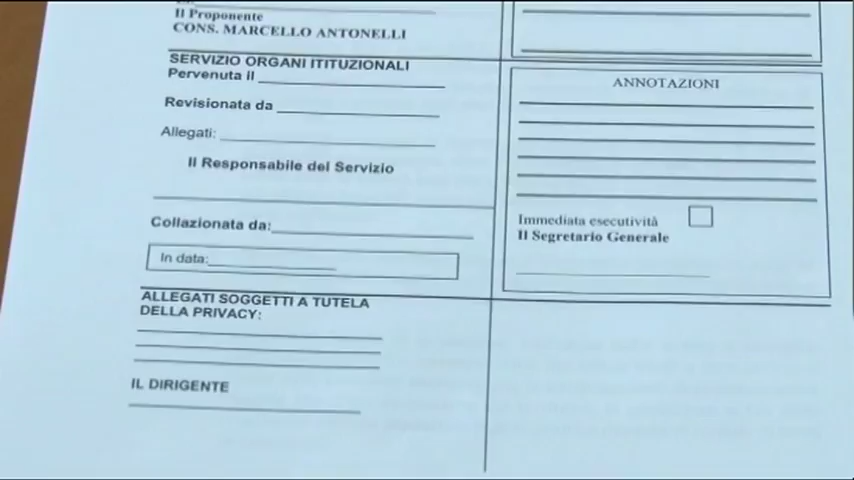 Il Proponente
CONS. MARCELLO ANTONELLI
SERVIZIO ORGANI ITITUZIONALI
Pervenuta il
Revisionata da
Allegati:
Il Responsabile del Servizio
Collazionata da:
In data:
ALLEGATI SOGGETTI A TUTELA
DELLA PRIVACY:
IL DIRIGENTE
ANNOTAZIONI
Immediata esecutività
Il Segretario Generale